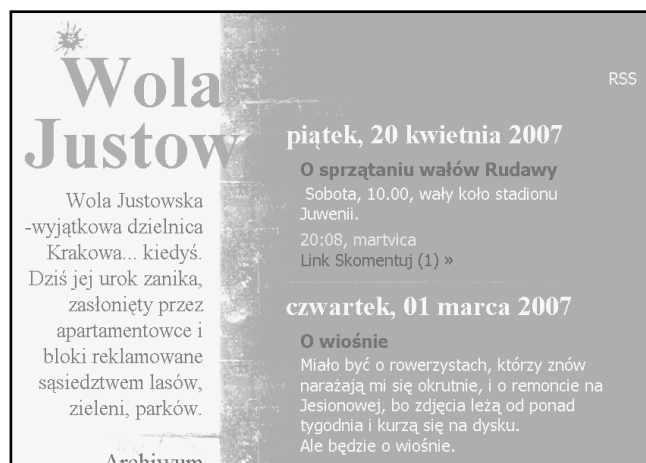 Wola
Justow
Wola Justowska
-wyjątkowa dzielnica
Krakowa... kiedyś.
Dziś jej urok zanika,
zasłonięty przez
apartamentowce i
bloki reklamowane
sąsiedztwem lasów,
zieleni, parków.
Archiwum
RSS
piątek, 20 kwietnia 2007
O sprzątaniu wałów Rudawy
Sobota, 10.00, wały koło stadionu
Juwenii.
20:08, martvica
Link Skomentuj (1) »
czwartek, 01 marca 2007
O wiośnie
Miało być o rowerzystach, którzy znów
narażają mi się okrutnie, i o remoncie na
Jesionowej, bo zdjęcia leżą od ponad
tygodnia i kurzą się na dysku.
Ale będzie o wiośnie.